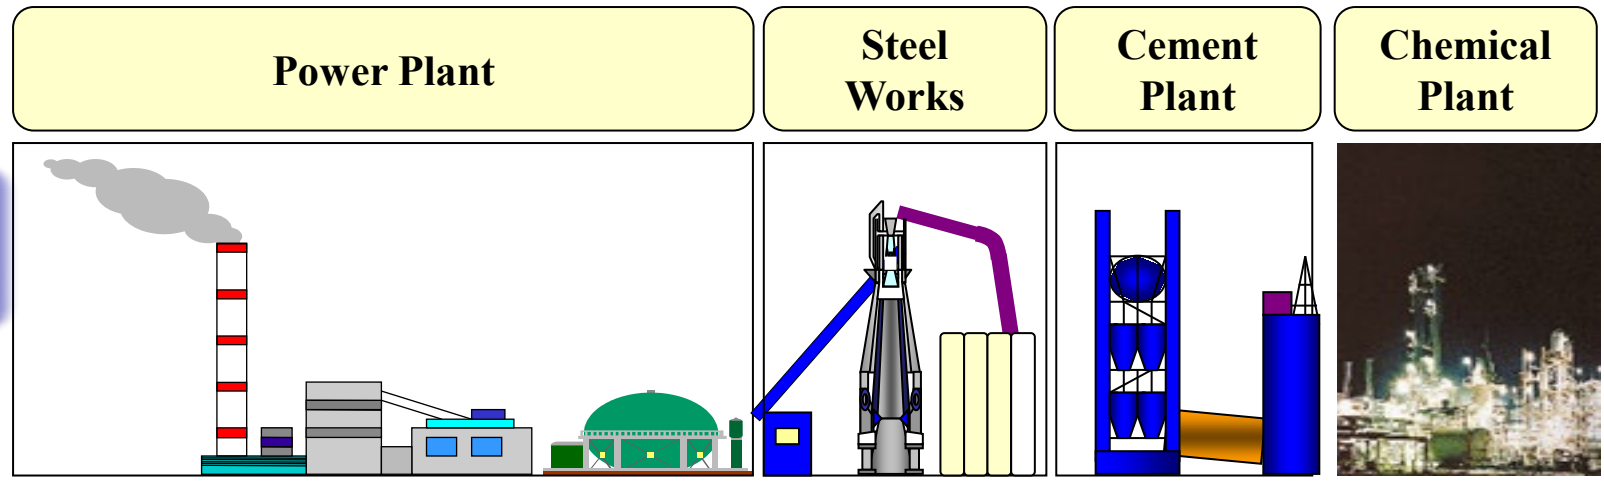 Power Plant
Steel
Works
Cement
Plant
Chemical
Plant